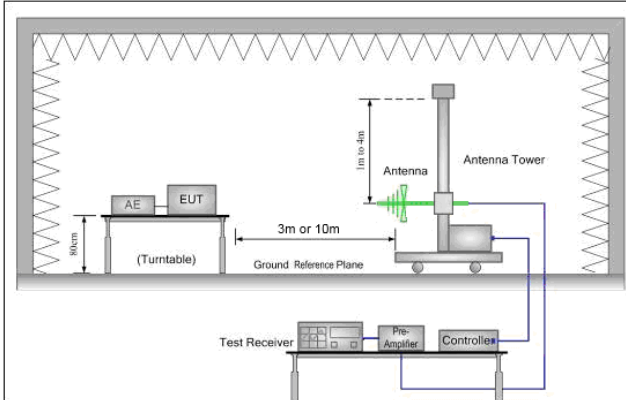 1m to 4m
Antenna
Antenna Tower
AE
EUT
80cm
(Turntable)
3m or 10m
Ground Reference Plane
Test Receiver
Pre-
Amplifier
Controlle